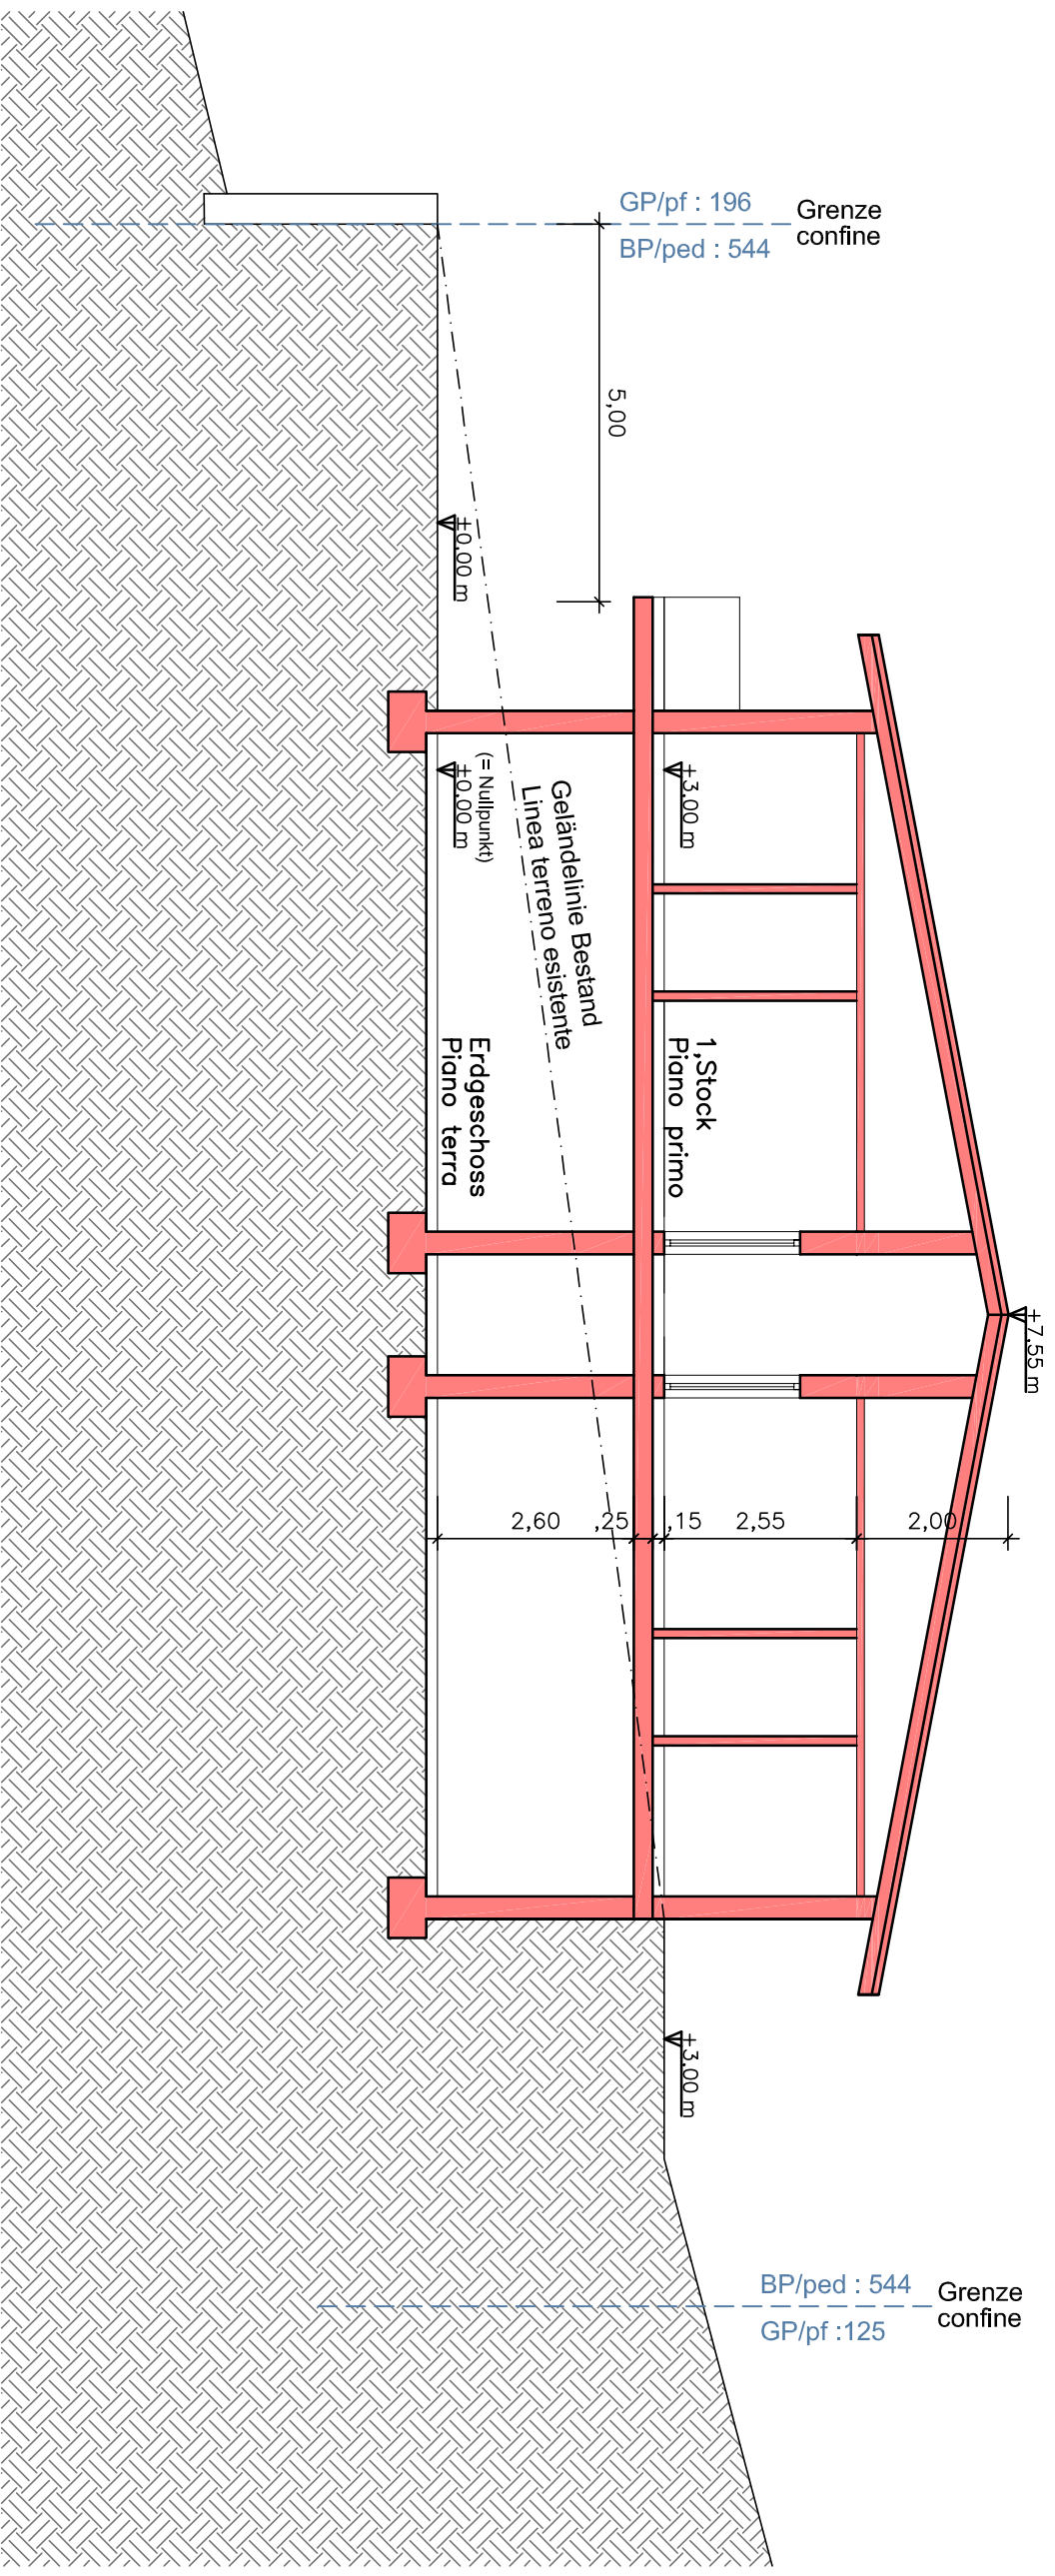 GP/pf : 196
BP/ped : 544
Grenze
confine
5,00
±0,00 m
±0,00 m
(= Nullpunkt)
+3,00 m
Geländelinie Bestand
Linea terreno esistente
1,Stock
Piano primo
Erdgeschoss
Piano terra
+7,55 m
2,60
,25
,15
2,55
2,00
+3,00 m
BP/ped : 544
GP/pf :125
Grenze
confine